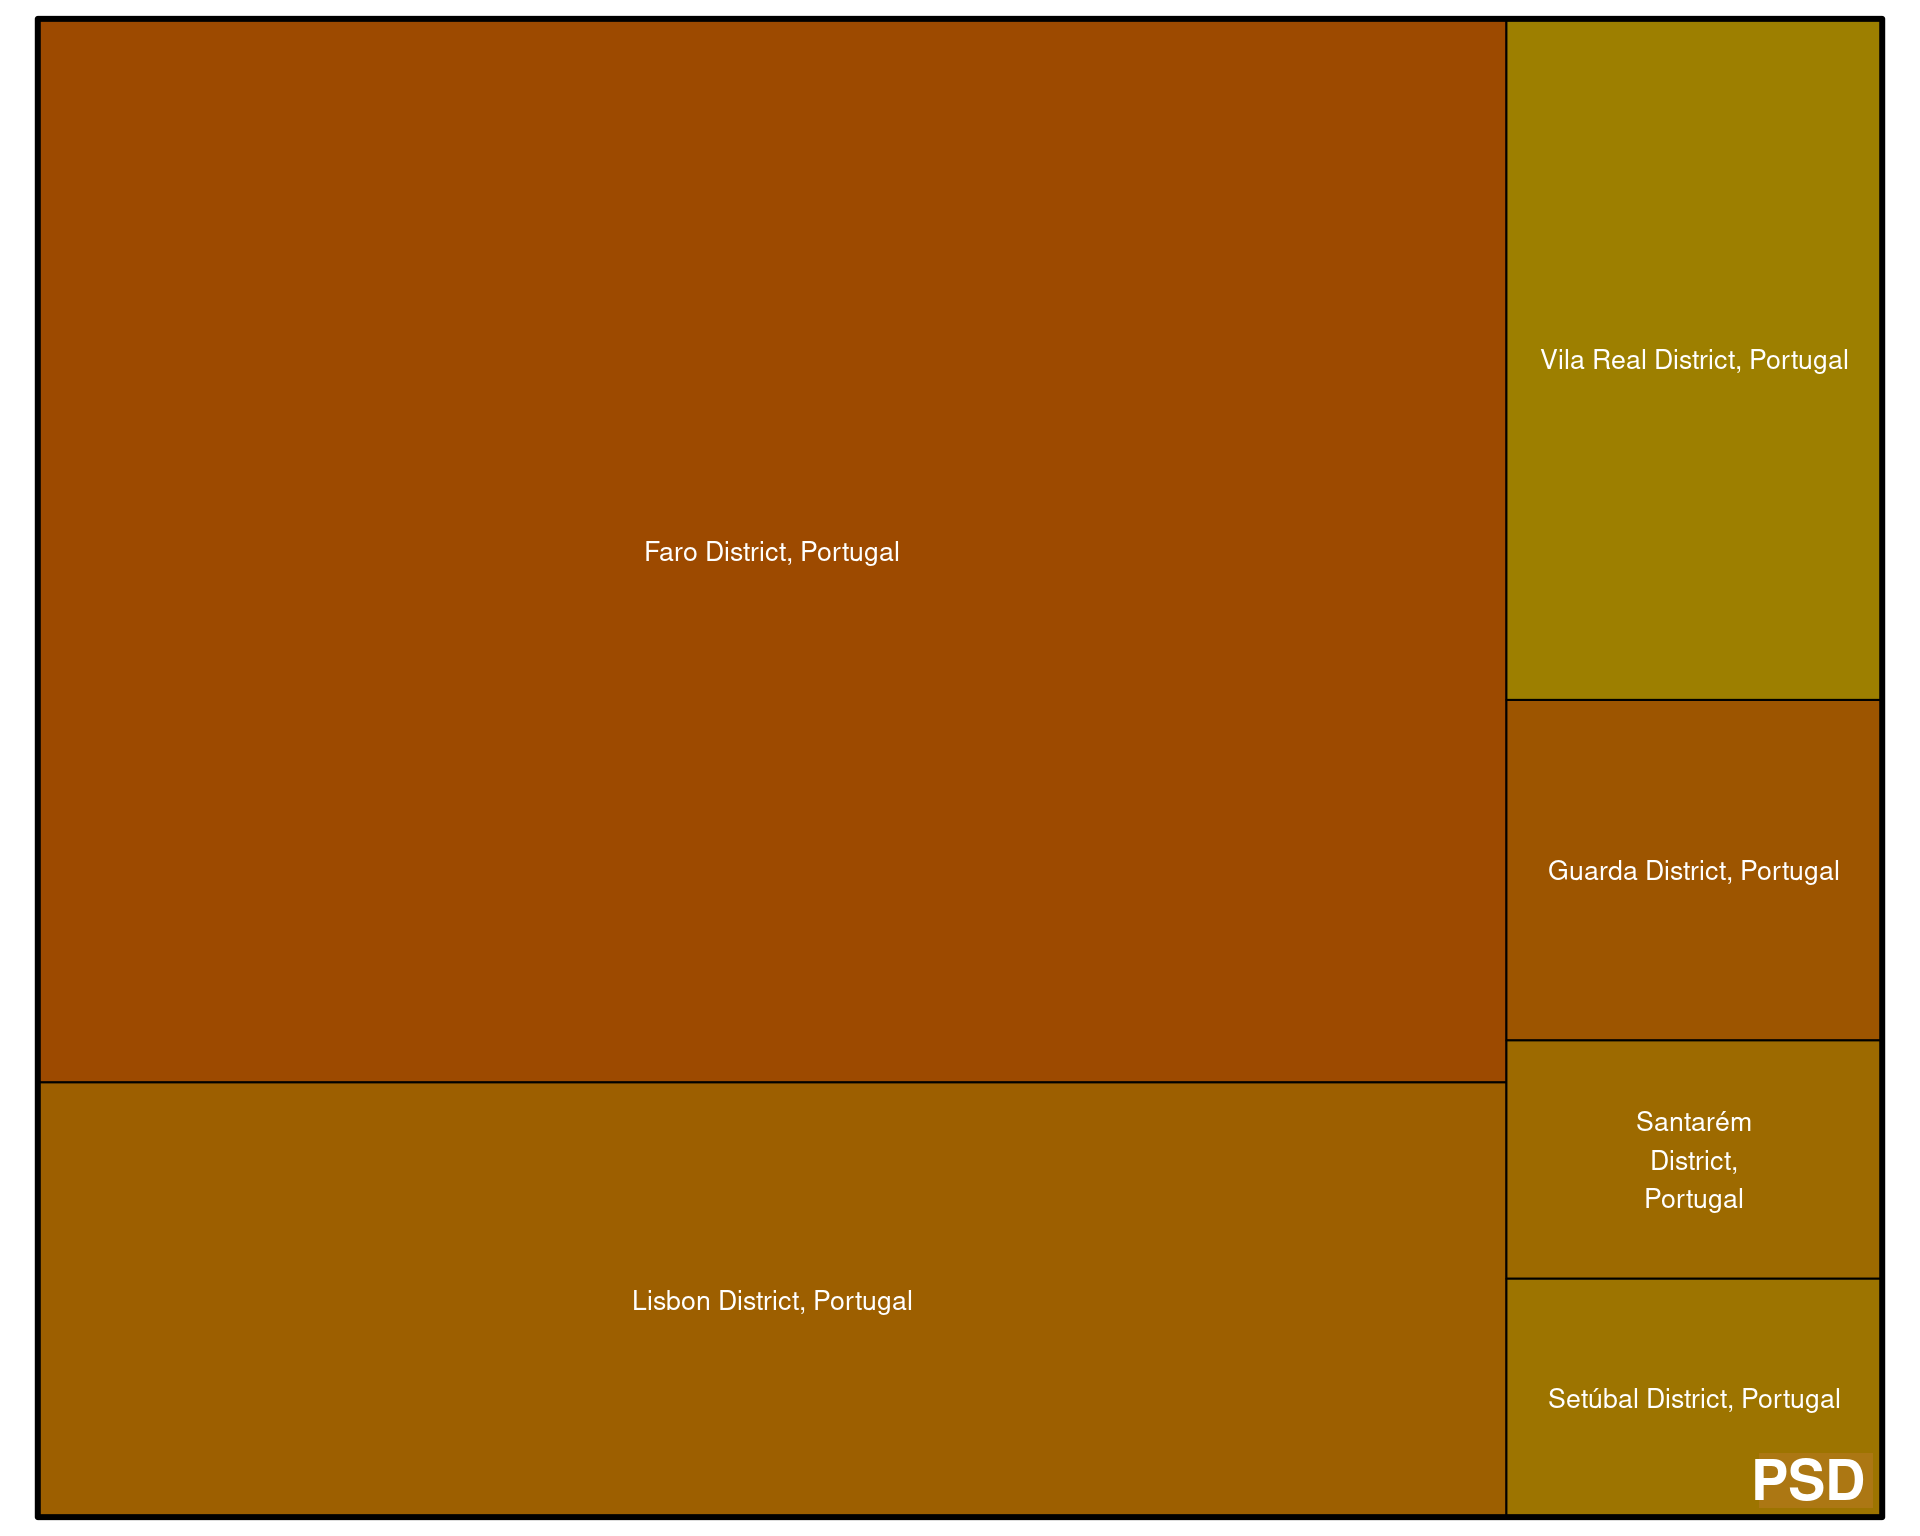 Faro District, Portugal
Lisbon District, Portugal
Vila Real District, Portugal
Guarda District, Portugal
Santarém
District,
Portugal
Setúbal District, Portugal
PSD